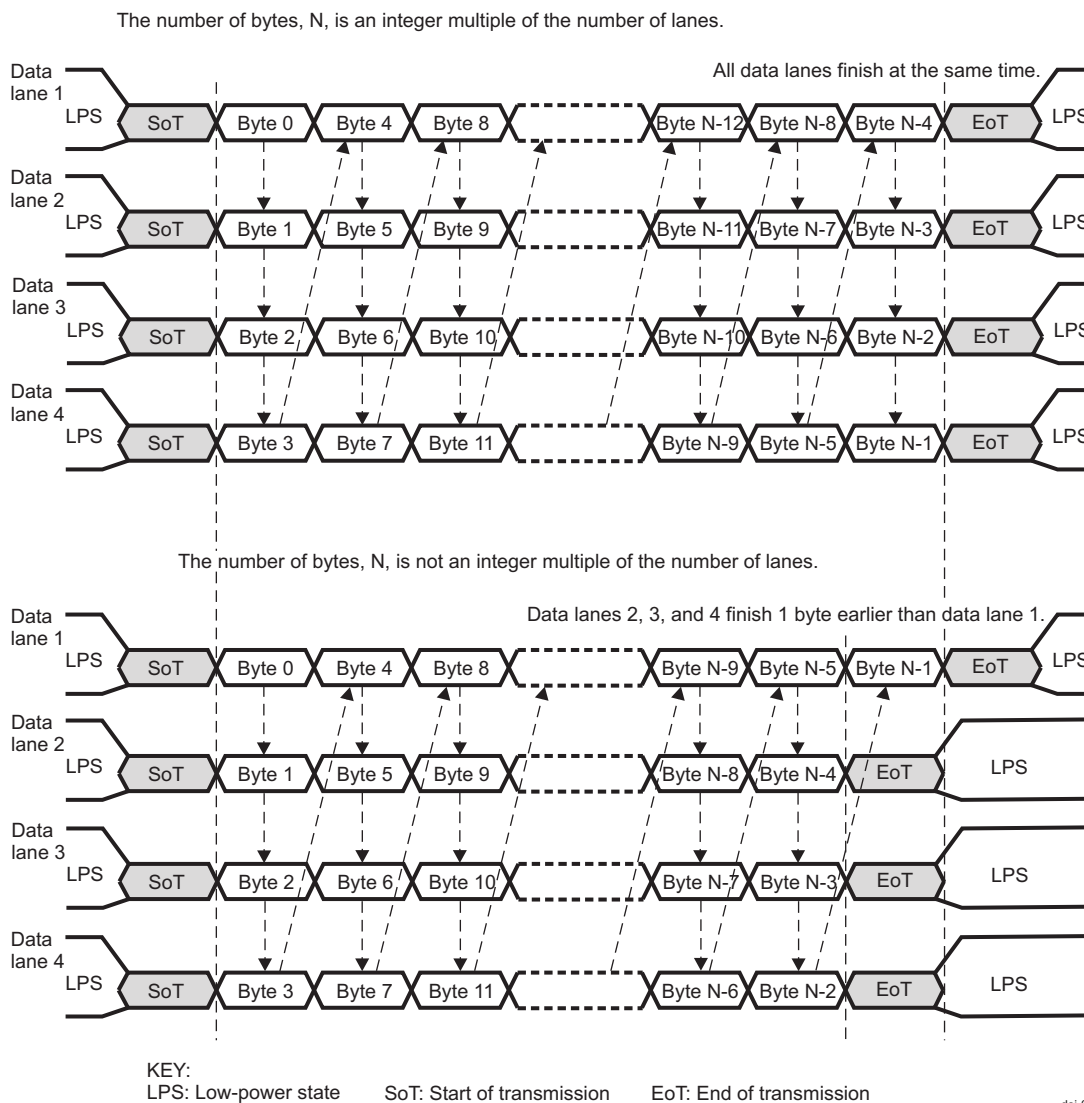 The number of bytes, N, is an integer multiple of the number of lanes.
All data lanes finish at the same time.
Data
lane 1
LPS SoT Byte 0 Byte 4 Byte 8 Byte N-12 Byte N-8 Byte N-4 EoT LPS
Data
lane 2
LPS SoT Byte 1 Byte 5 Byte 9 Byte N-11 Byte N-7 Byte N-3 EoT LPS
Data
lane 3
LPS SoT Byte 2 Byte 6 Byte 10 Byte N-10 Byte N-6 Byte N-2 EoT LPS
Data
lane 4
LPS SoT Byte 3 Byte 7 Byte 11 Byte N-9 Byte N-5 Byte N-1 EoT LPS
The number of bytes, N, is not an integer multiple of the number of lanes.
Data lanes 2, 3, and 4 finish 1 byte earlier than data lane 1.
Data
lane 1
LPS SoT Byte 0 Byte 4 Byte 8 Byte N-9 Byte N-5 Byte N-1 EoT LPS
Data
lane 2
LPS SoT Byte 1 Byte 5 Byte 9 Byte N-8 Byte N-4 EoT LPS
Data
lane 3
LPS SoT Byte 2 Byte 6 Byte 10 Byte N-7 Byte N-3 EoT LPS
Data
lane 4
LPS SoT Byte 3 Byte 7 Byte 11 Byte N-6 Byte N-2 EoT LPS
KEY:
LPS: Low-power state SoT: Start of transmission EoT: End of transmission